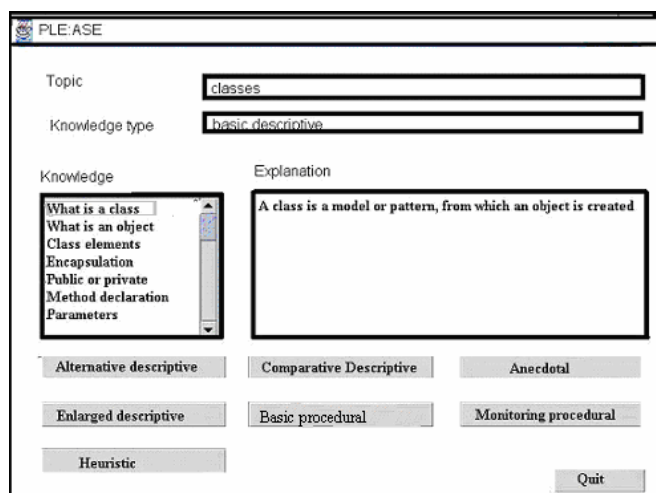 PLE:ASE
Topic
classes
Knowledge type
basic descriptive
Knowledge
Explanation
What is a class
What is an object
Class elements
Encapsulation
Public or private
Method declaration
Parameters
A class is a model or pattern, from which an object is created
Alternative descriptive
Comparative Descriptive
Anecdotal
Enlarged descriptive
Basic procedural
Monitoring procedural
Heuristic
Quit